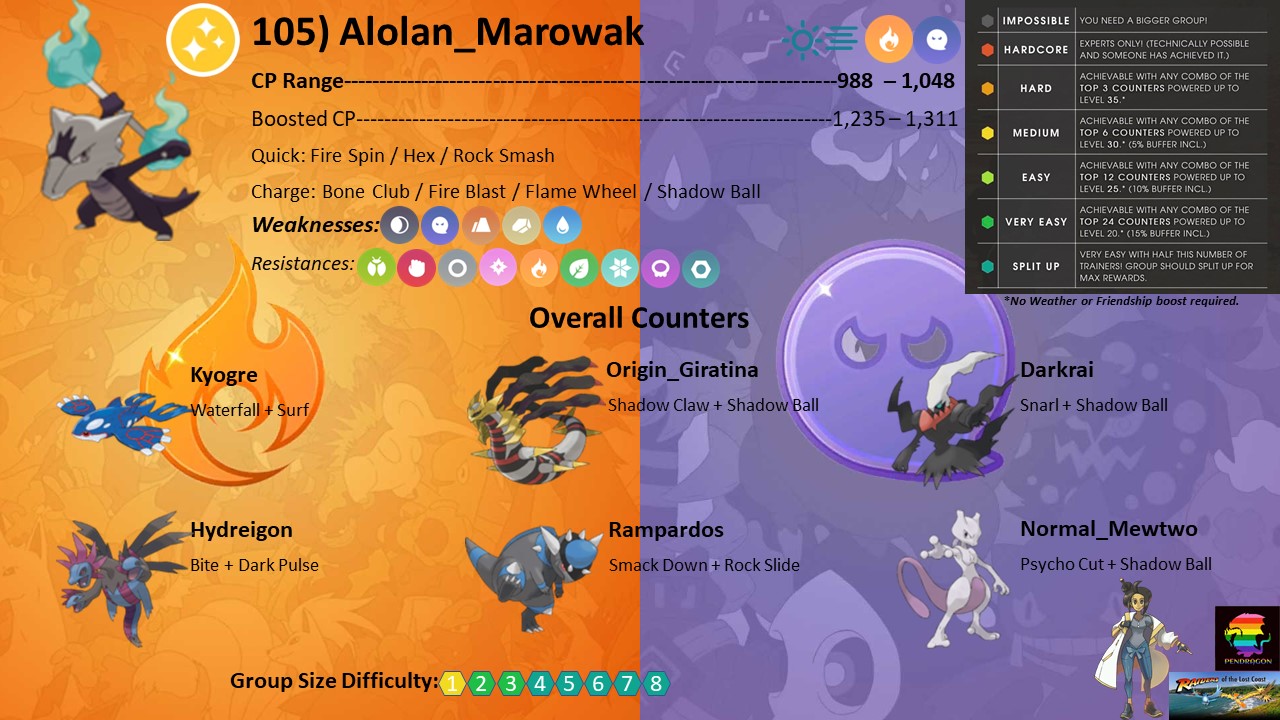 105) Alolan_Marowak
CP Range---988 – 1,048
Boosted CP---1,235 – 1,311
Quick: Fire Spin / Hex / Rock Smash
Charge: Bone Club / Fire Blast / Flame Wheel / Shadow Ball
Weaknesses:
Resistances:
IMPOSSIBLE YOU NEED A BIGGER GROUP!
HARDCORE EXPERTS ONLY! (TECHNICALLY POSSIBLE
AND SOMEONE HAS ACHIEVED IT.)
HARD ACHIEVABLE WITH ANY COMBO OF THE
TOP 3 COUNTERS POWERED UP TO
LEVEL 35.*
MEDIUM ACHIEVABLE WITH ANY COMBO OF THE
TOP 6 COUNTERS POWERED UP TO
LEVEL 30.* (5% BUFFER INCL.)
EASY ACHIEVABLE WITH ANY COMBO OF THE
TOP 12 COUNTERS POWERED UP TO
LEVEL 25.* (10% BUFFER INCL.)
VERY EASY ACHIEVABLE WITH ANY COMBO OF THE
TOP 24 COUNTERS POWERED UP TO
LEVEL 20.* (15% BUFFER INCL.)
SPLIT UP VERY EASY WITH HALF THIS NUMBER OF
TRAINERS! GROUP SHOULD SPLIT UP FOR
MAX REWARDS.
*No Weather or Friendship boost required.
Overall Counters
Kyogre
Waterfall + Surf
Origin_Giratina
Shadow Claw + Shadow Ball
Darkrai
Snarl + Shadow Ball
Hydreigon
Bite + Dark Pulse
Rampardos
Smack Down + Rock Slide
Normal_Mewtwo
Psycho Cut + Shadow Ball
Group Size Difficulty: 1 2 3 4 5 6 7 8
PENDRAGON
RAIDERS of the Lost Coast